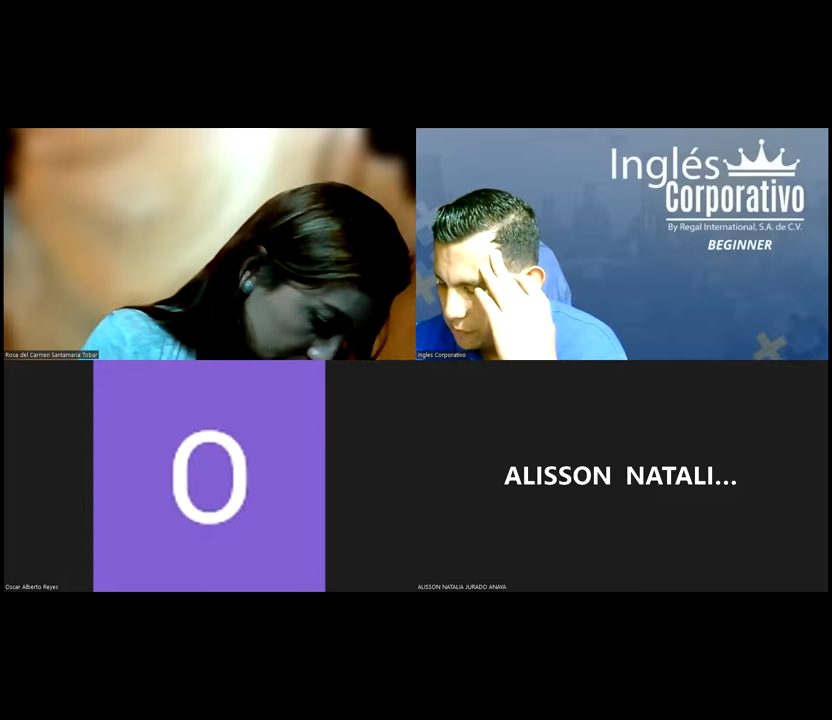 Inglés
Corporativo
By Regal International, S.A. de C.V.
BEGINNER
Rosa del Carmen Santamaria Tobar
Ingles Corporativo
O
ALISSON NATALI...
Oscar Alberto Reyes
ALISSON NATALIA JURADO ANAYA